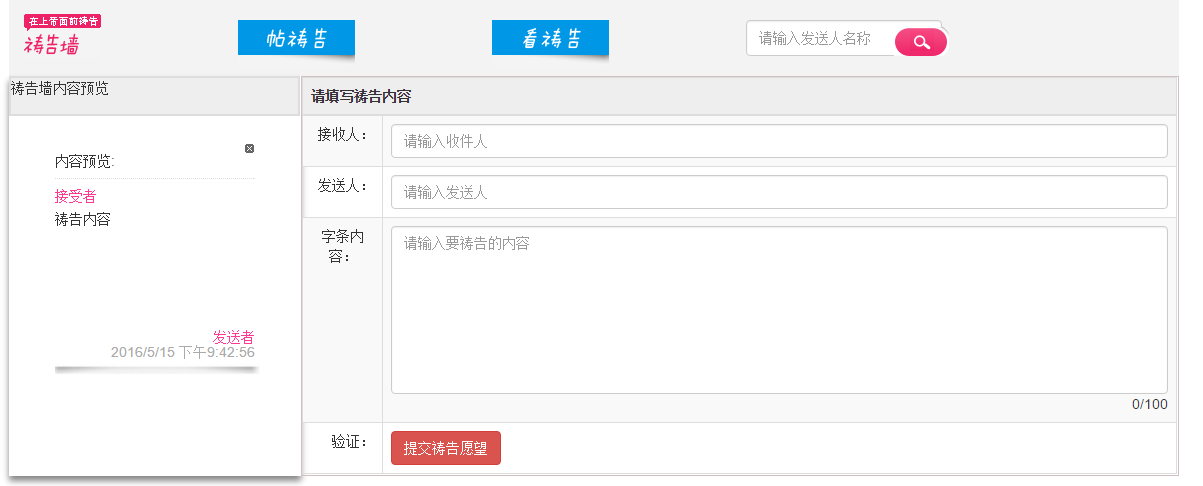 在上帝面前祷告
祷告墙
帖祷告
看祷告
请输入发送人名称
祷告墙内容预览
内容预览:
接受者
祷告内容
发送者
2016/5/15 下午9:42:56
请填写祷告内容
接收人：
请输入收件人
发送人：
请输入发送人
字条内
容：
请输入要祷告的内容
0/100
验证：
提交祷告愿望